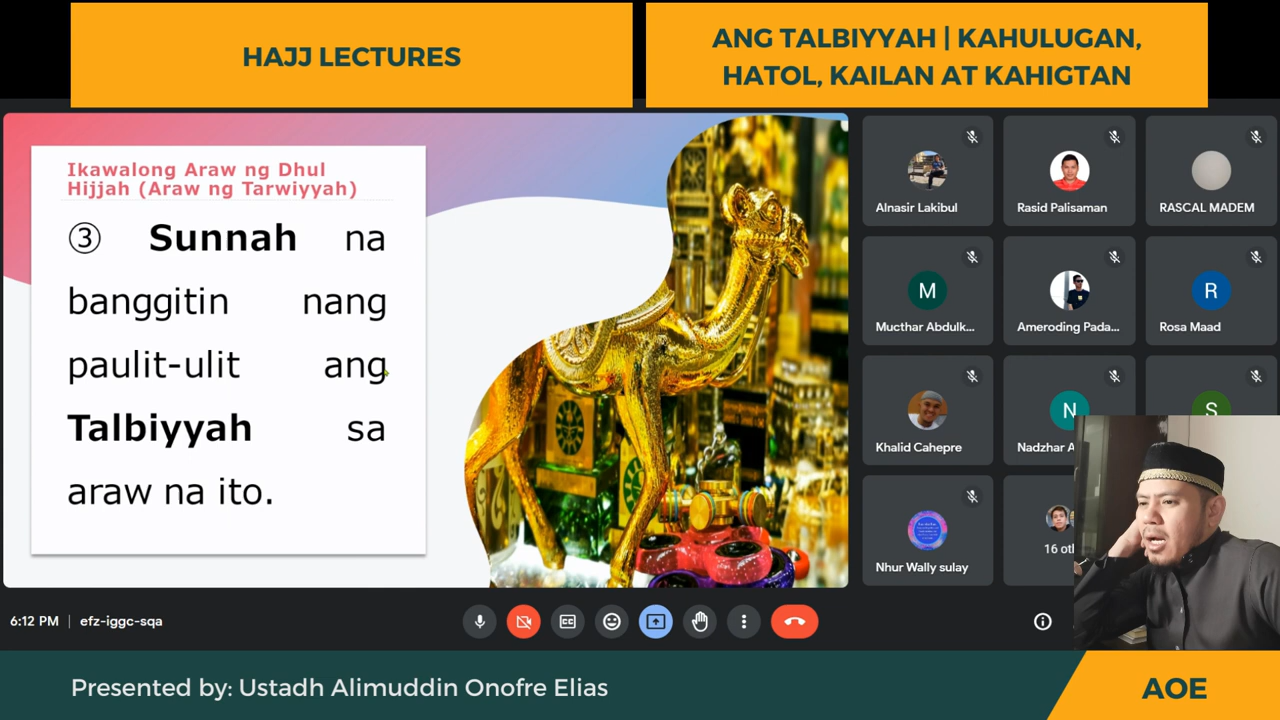 HAJJ LECTURES
ANG TALBIYYAH | KAHULUGAN,
HATOL, KAILAN AT KAHIGTAN
Ikawalong Araw ng Dhul
Hijjah (Araw ng Tarwiyyah)
③ Sunnah na
banggitin nang
paulit-ulit ang
Talbiyyah sa
araw na ito.
Alnasir Lakibul
Rasid Palisaman
RASCAL MADEM
M
Mucthar Abdulk...
Ameroding Pada...
R
Rosa Maad
Khalid Cahepre
N
Nadzhar A
S
Nhur Wally sulay
16 ot
6:12 PM | efz-iggc-sqa
CC
Presented by: Ustadh Alimuddin Onofre Elias
AOE